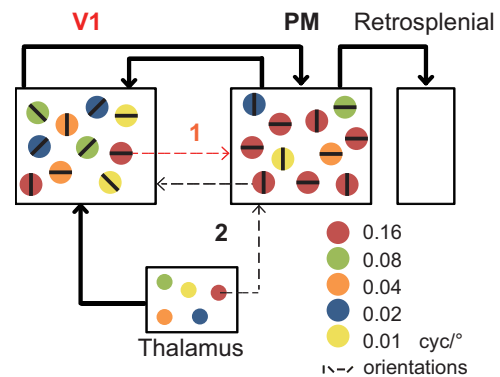 V1 PM Retrosplenial
1
2
Thalamus
0.16
0.08
0.04
0.02
0.01 cyc/°
orientations